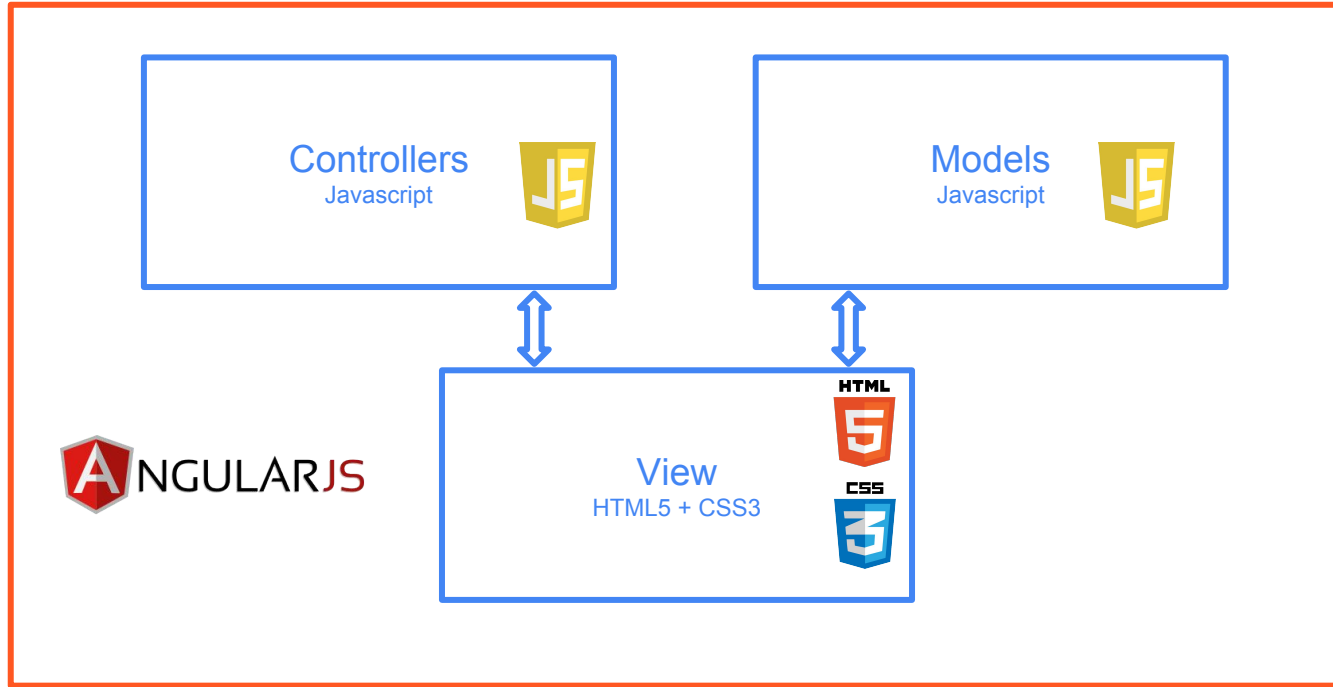 Controllers
Javascript
JS
Models
Javascript
JS
HTML
5
View
HTML5 + CSS3
CSS
3
ANGULARJS